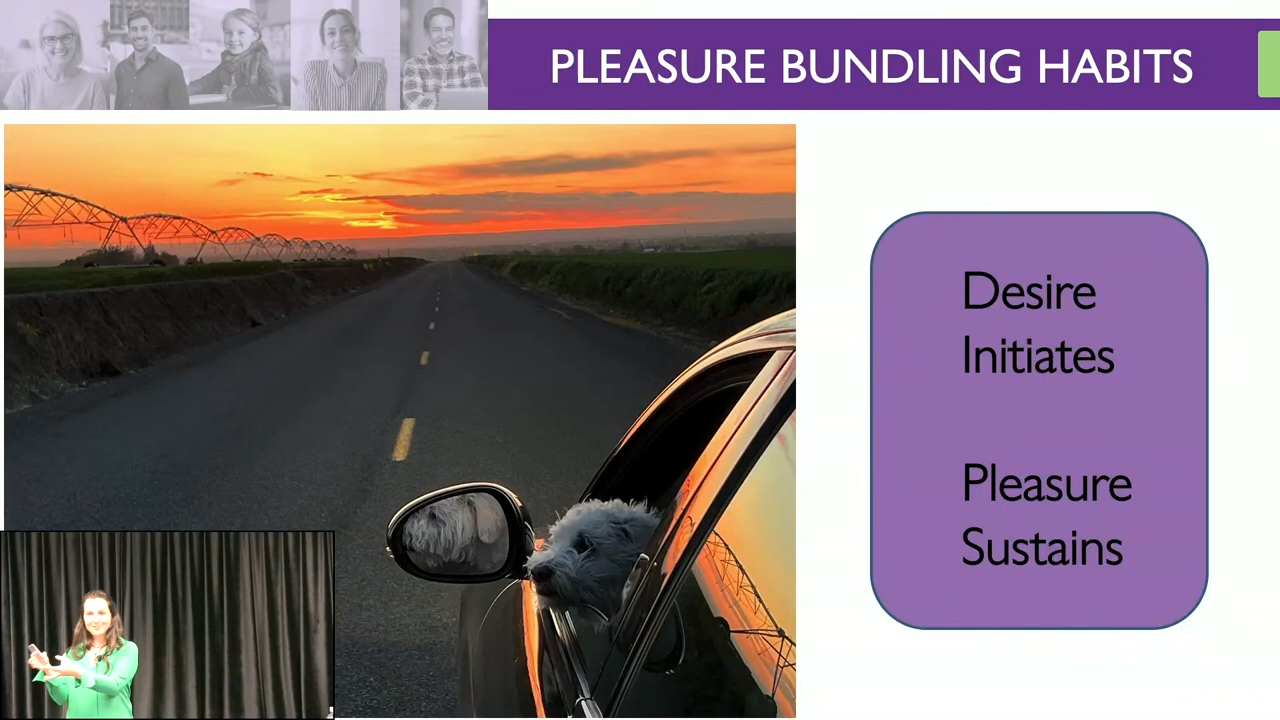 PLEASURE BUNDLING HABITS
Desire
Initiates
Pleasure
Sustains